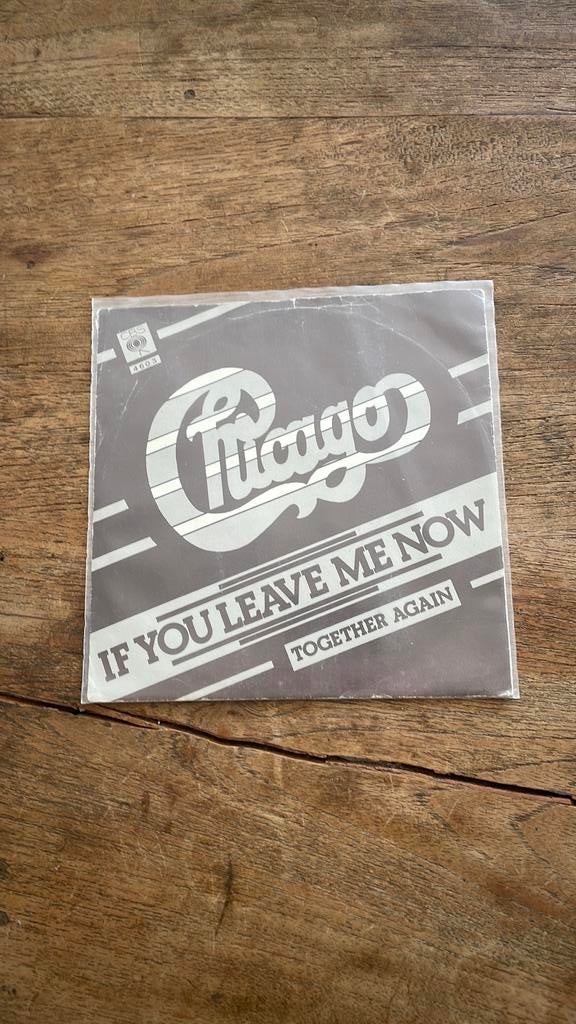 CBS
4603
Chicago
IF YOU LEAVE ME NOW
TOGETHER AGAIN